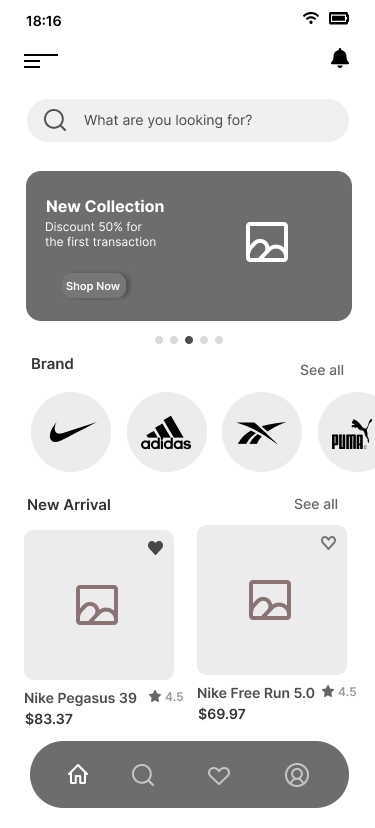 18:16
What are you looking for?
New Collection
Discount 50% for
the first transaction
Shop Now
Brand
See all
adidas
PUMA
New Arrival
See all
Nike Pegasus 39
4.5
$83.37
Nike Free Run 5.0
4.5
$69.97